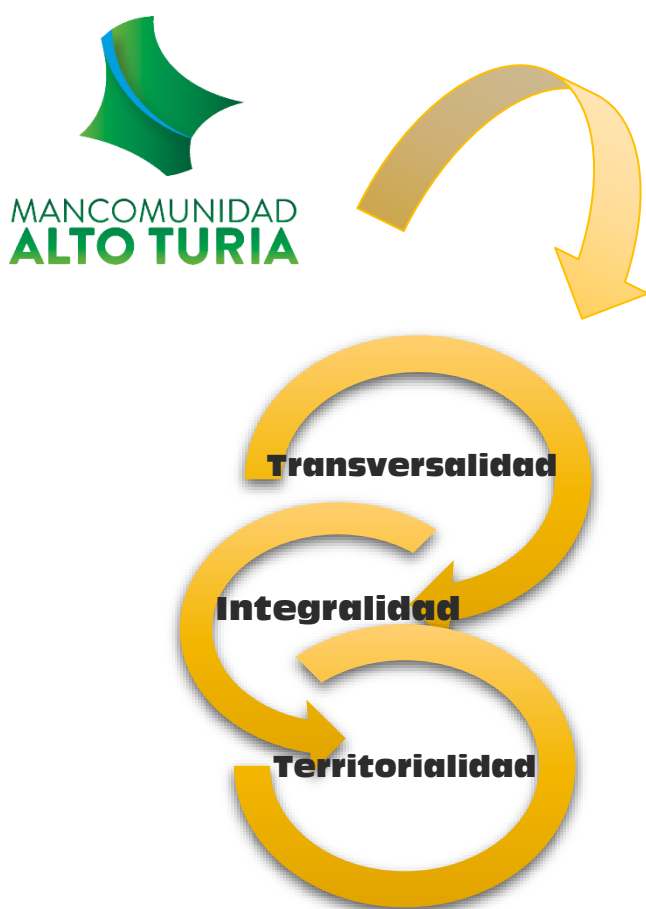 MANCOMUNIDAD
ALTO TURIA
Transversalidad
Integralidad
Territorialidad